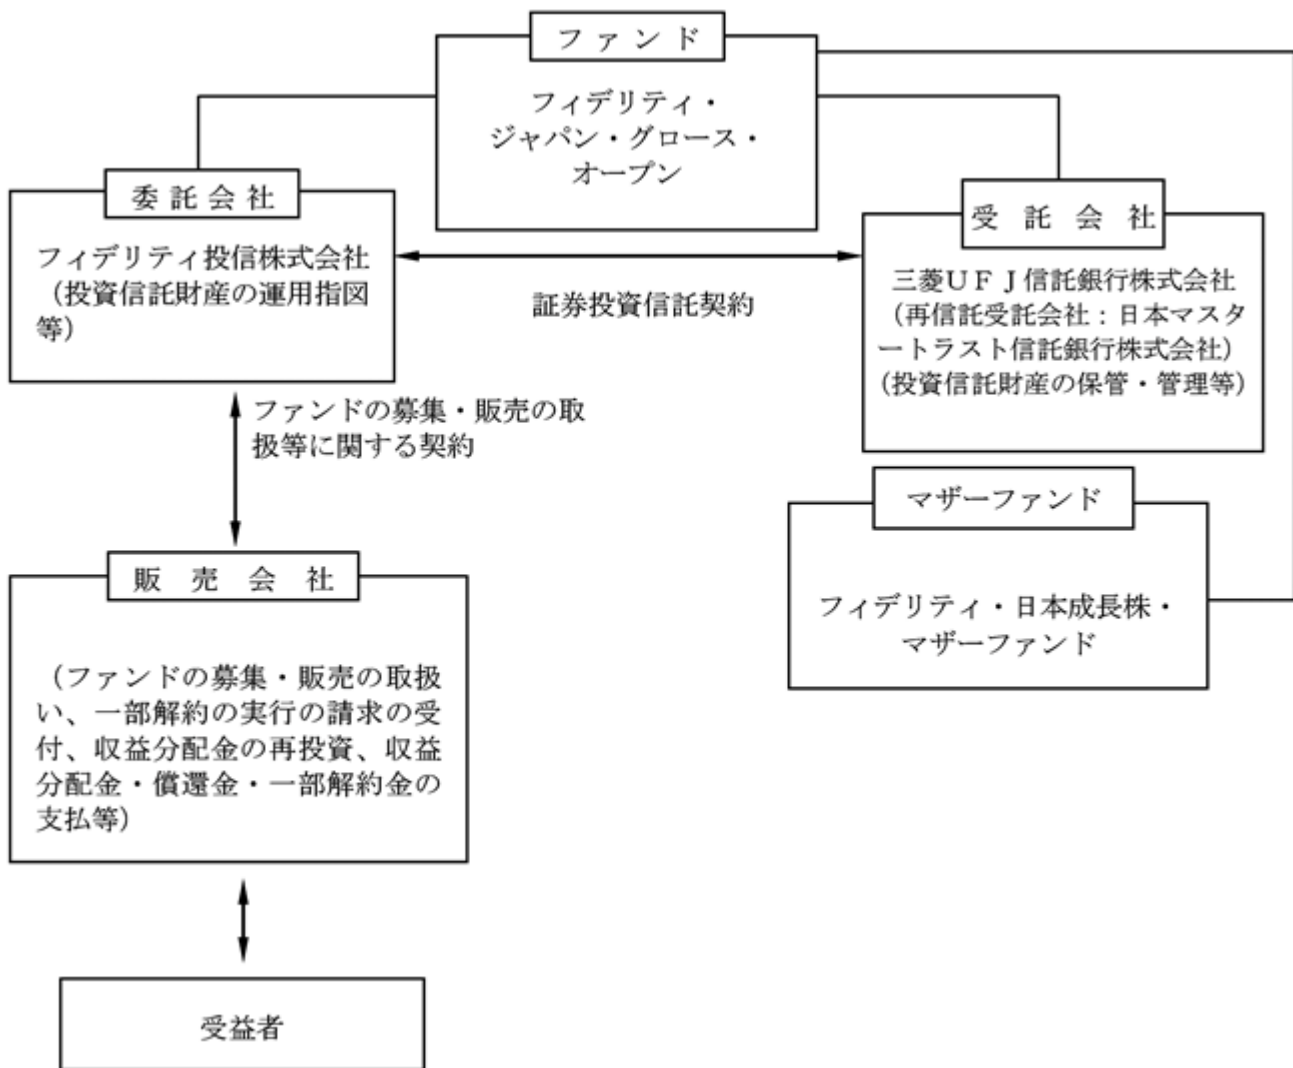 ファンド
フィデリティ・
ジャパン・グロース・
オープン
委託会社
フィデリティ投信株式会社
（投資信託財産の運用指図
等）
証券投資信託契約
受託会社
三菱ＵＦＪ信託銀行株式会社
（再信託受託会社：日本マスタ
ートラスト信託銀行株式会社）
（投資信託財産の保管・管理等）
ファンドの募集・販売の取
扱等に関する契約
マザーファンド
フィデリティ・日本成長株・
マザーファンド
販売会社
（ファンドの募集・販売の取扱
い、一部解約の実行の請求の受
付、収益分配金の再投資、収益
分配金・償還金・一部解約金の
支払等）
受益者